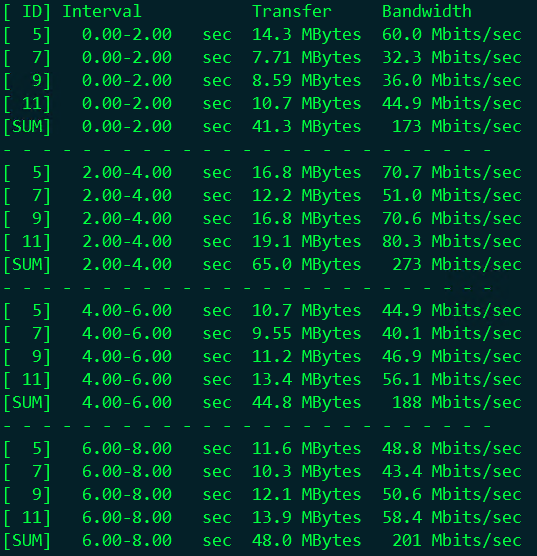 [ ID] Interval           Transfer     Bandwidth
[  5]   0.00-2.00   sec  14.3 MBytes  60.0 Mbits/sec
[  7]   0.00-2.00   sec  7.71 MBytes  32.3 Mbits/sec
[  9]   0.00-2.00   sec  8.59 MBytes  36.0 Mbits/sec
[ 11]   0.00-2.00   sec  10.7 MBytes  44.9 Mbits/sec
[SUM]   0.00-2.00   sec  41.3 MBytes   173 Mbits/sec
- - - - - - - - - - - - - - - - - - - - - - - - -
[  5]   2.00-4.00   sec  16.8 MBytes  70.7 Mbits/sec
[  7]   2.00-4.00   sec  12.2 MBytes  51.0 Mbits/sec
[  9]   2.00-4.00   sec  16.8 MBytes  70.6 Mbits/sec
[ 11]   2.00-4.00   sec  19.1 MBytes  80.3 Mbits/sec
[SUM]   2.00-4.00   sec  65.0 MBytes   273 Mbits/sec
- - - - - - - - - - - - - - - - - - - - - - - - -
[  5]   4.00-6.00   sec  10.7 MBytes  44.9 Mbits/sec
[  7]   4.00-6.00   sec  9.55 MBytes  40.1 Mbits/sec
[  9]   4.00-6.00   sec  11.2 MBytes  46.9 Mbits/sec
[ 11]   4.00-6.00   sec  13.4 MBytes  56.1 Mbits/sec
[SUM]   4.00-6.00   sec  44.8 MBytes   188 Mbits/sec
- - - - - - - - - - - - - - - - - - - - - - - - -
[  5]   6.00-8.00   sec  11.6 MBytes  48.8 Mbits/sec
[  7]   6.00-8.00   sec  10.3 MBytes  43.4 Mbits/sec
[  9]   6.00-8.00   sec  12.1 MBytes  50.6 Mbits/sec
[ 11]   6.00-8.00   sec  13.9 MBytes  58.4 Mbits/sec
[SUM]   6.00-8.00   sec  48.0 MBytes   201 Mbits/sec